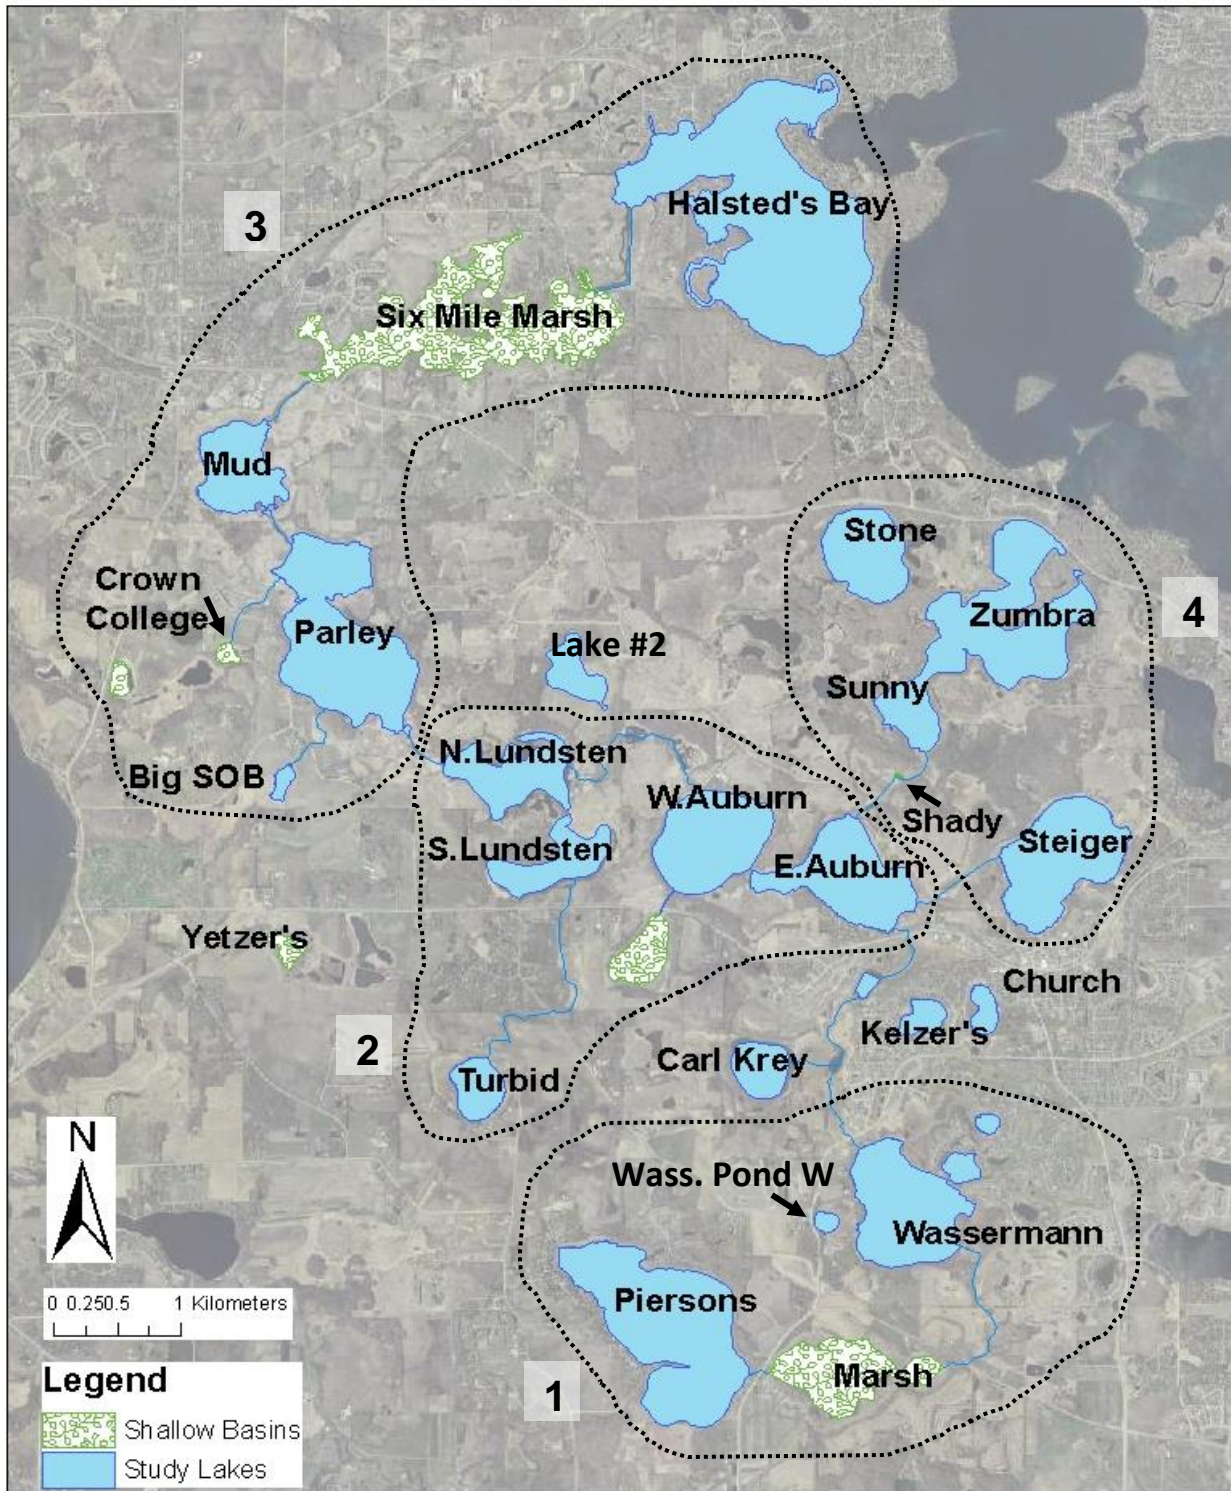 Halsted's Bay
3
Six Mile Marsh
Mud
Stone
Crown
College
Zumbra
4
Parley
Lake #2
Sunny
N.Lundsten
Big SOB
W.Auburn
Shady
Steiger
S.Lundsten
E.Auburn
Yetzer's
Church
Kelzer's
2
Carl Krey
Turbid
N
Wass. Pond W
Wassermann
Piersons
0 0.25 0.5 1 Kilometers
Marsh
1
Legend
Shallow Basins
Study Lakes